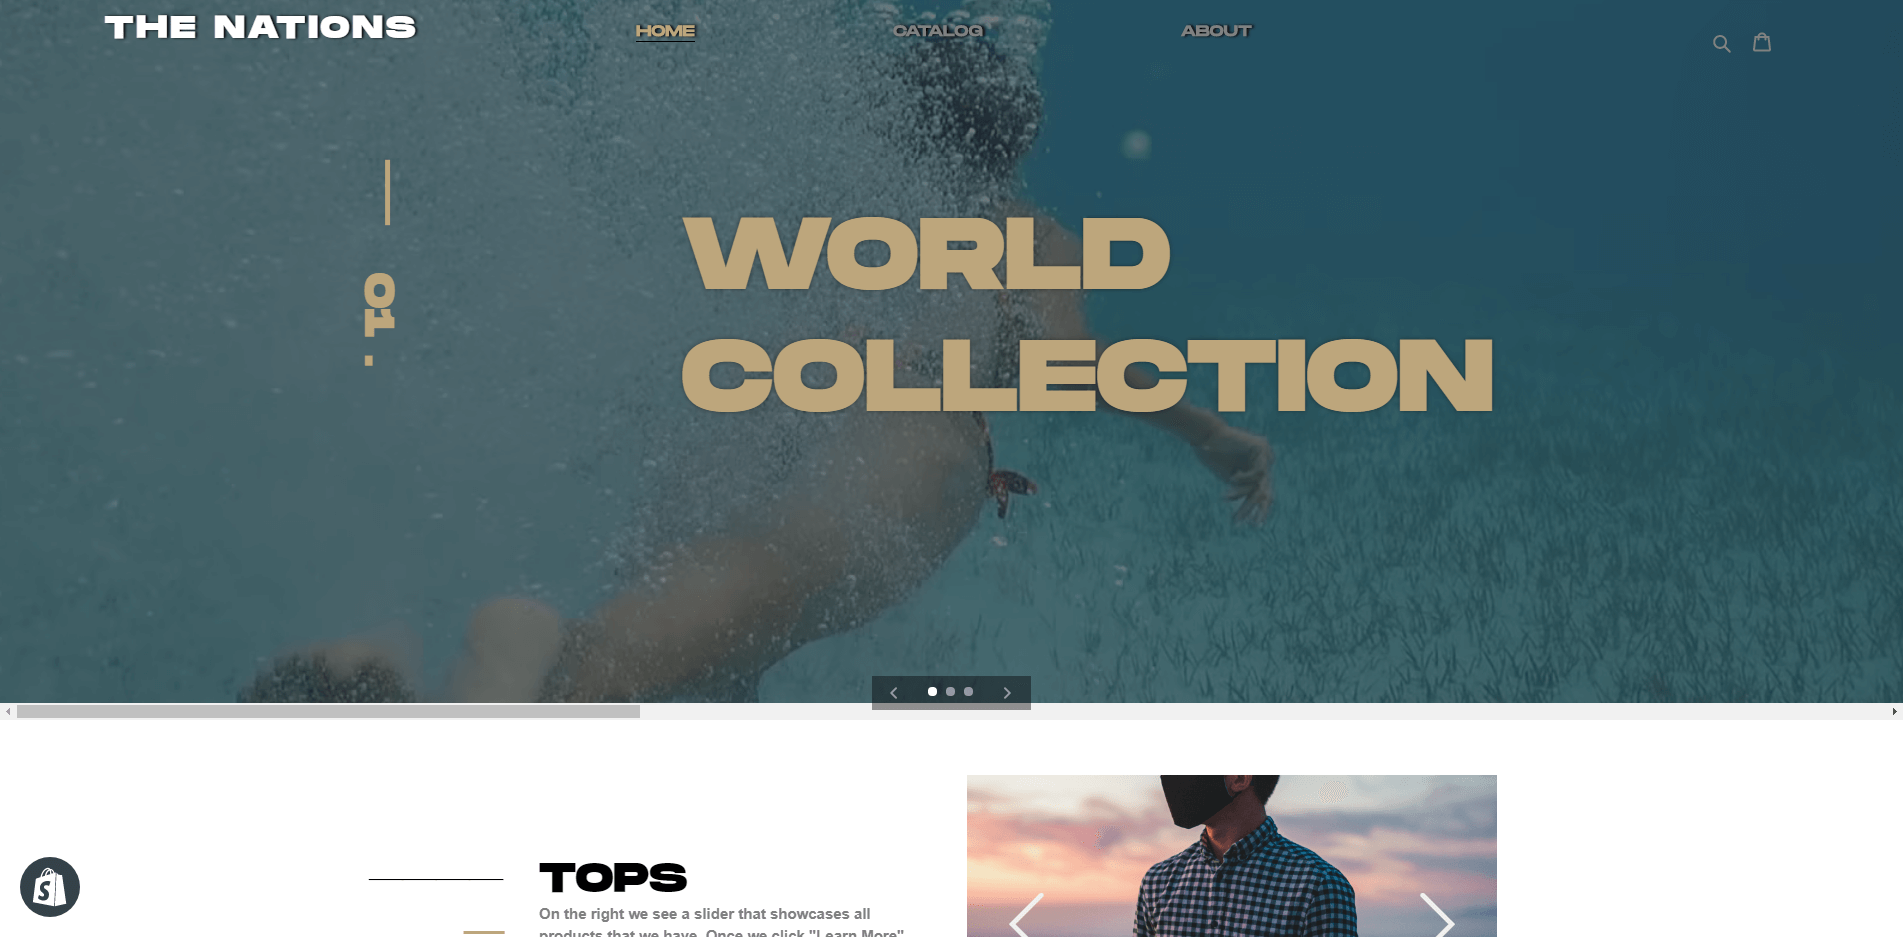 THE NATIONS
HOME
CATALOG
ABOUT
01.
WORLD
COLLECTION
TOPS
On the right we see a slider that showcases all
products that we have. Once we click "Learn More"